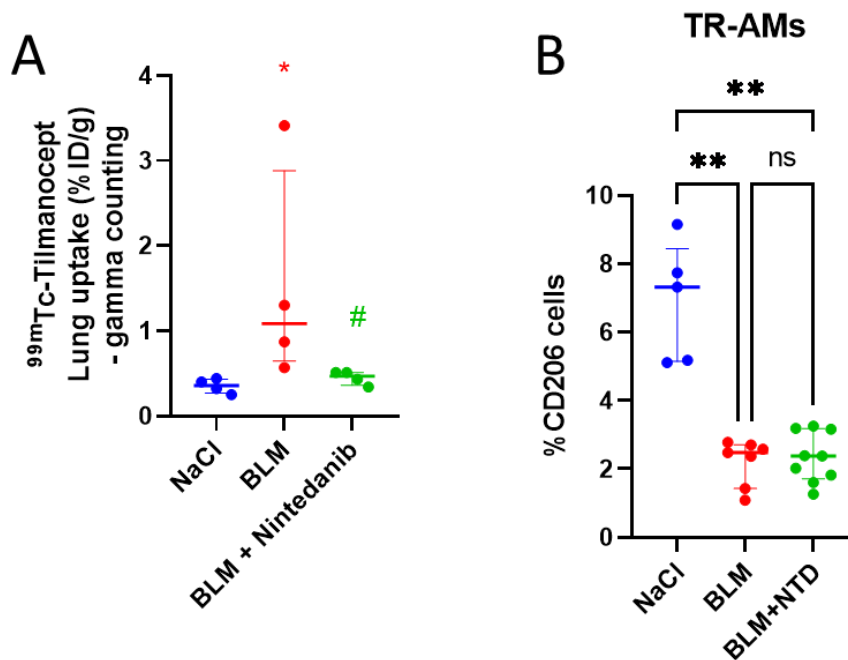 A
99mTc-Tilmanocept
Lung uptake (% ID/g)
- gamma counting
4
3
2
1
0
*
#
NaCl
BLM
BLM + Nintedanib
B
TR-AMs
**
**
ns
% CD206 cells
10
8
6
4
2
0
NaCl
BLM
BLM+NTD